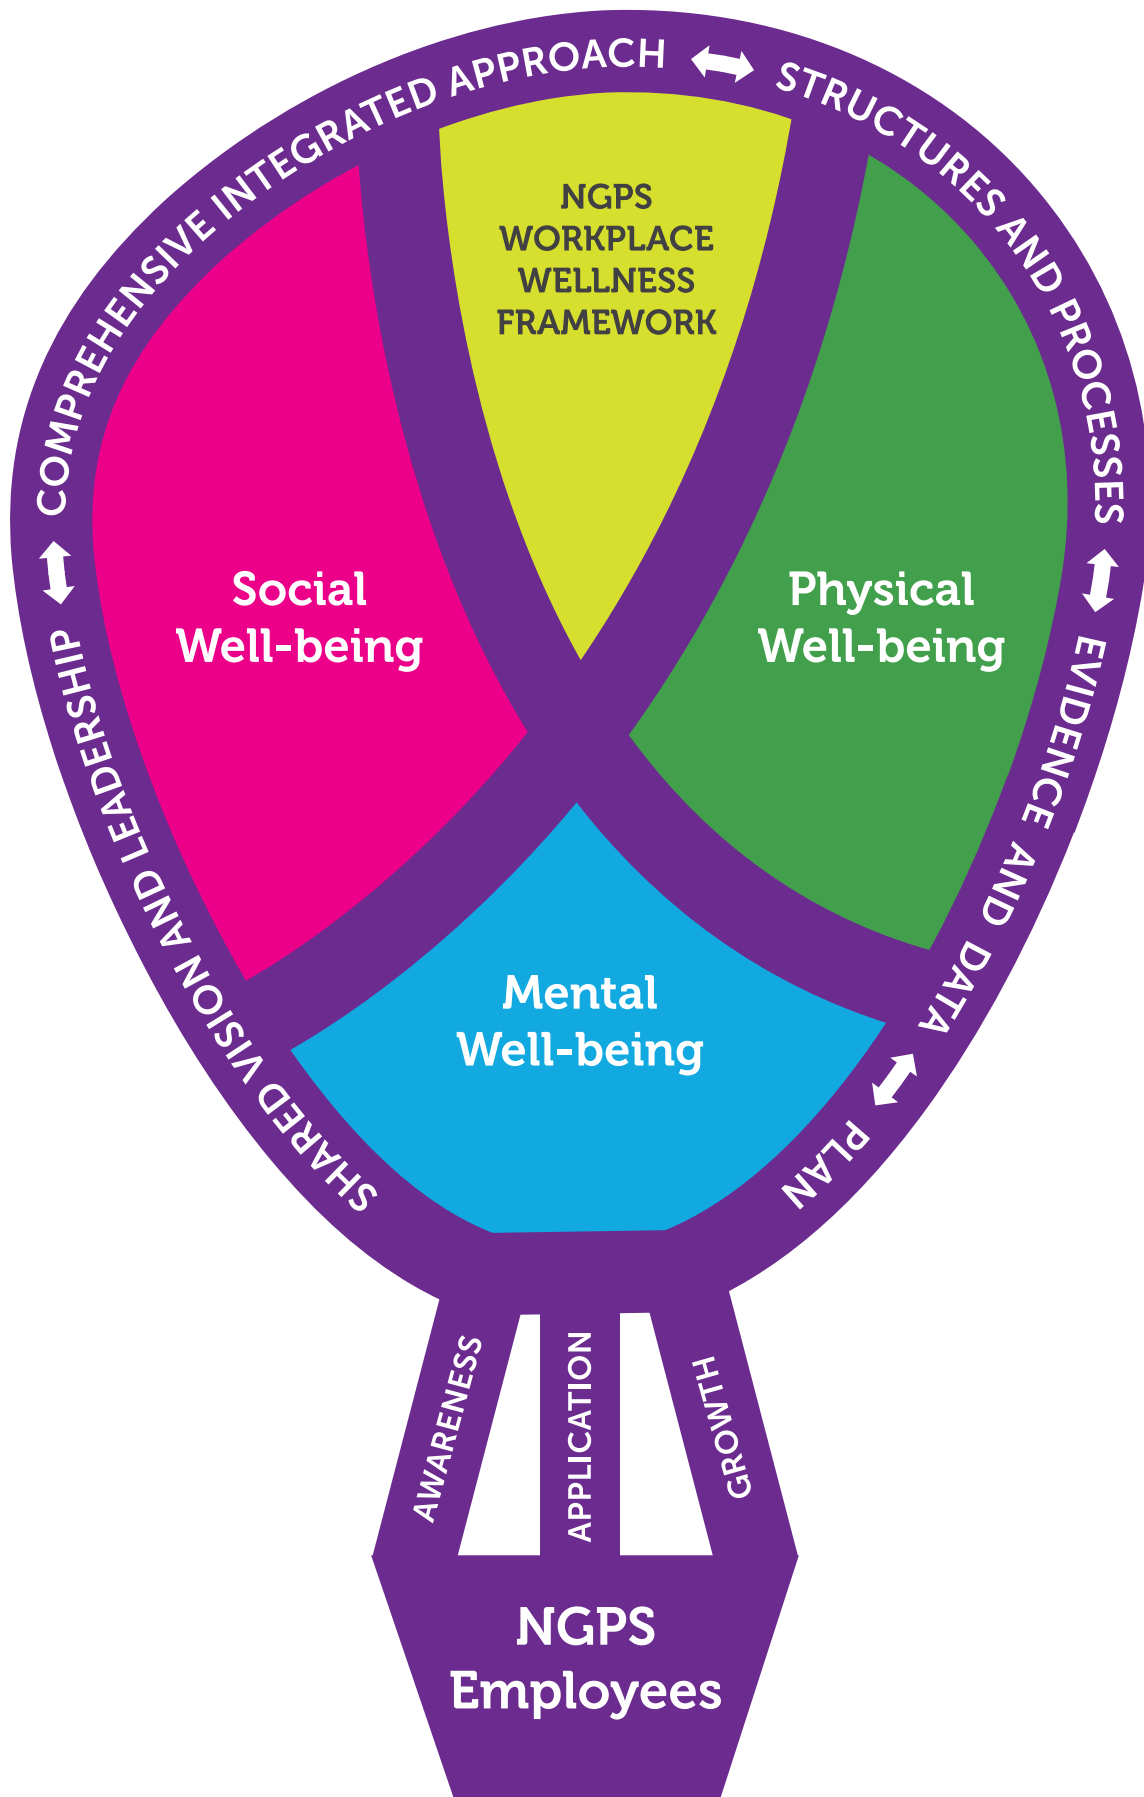 COMPREHENSIVE INTEGRATED APPROACH
STRUCTURES AND PROCESSES
EVIDENCE AND DATA
PLAN
SHARED VISION AND LEADERSHIP
NGPS
WORKPLACE
WELLNESS
FRAMEWORK
Social
Well-being
Physical
Well-being
Mental
Well-being
AWARENESS
APPLICATION
GROWTH
NGPS
Employees